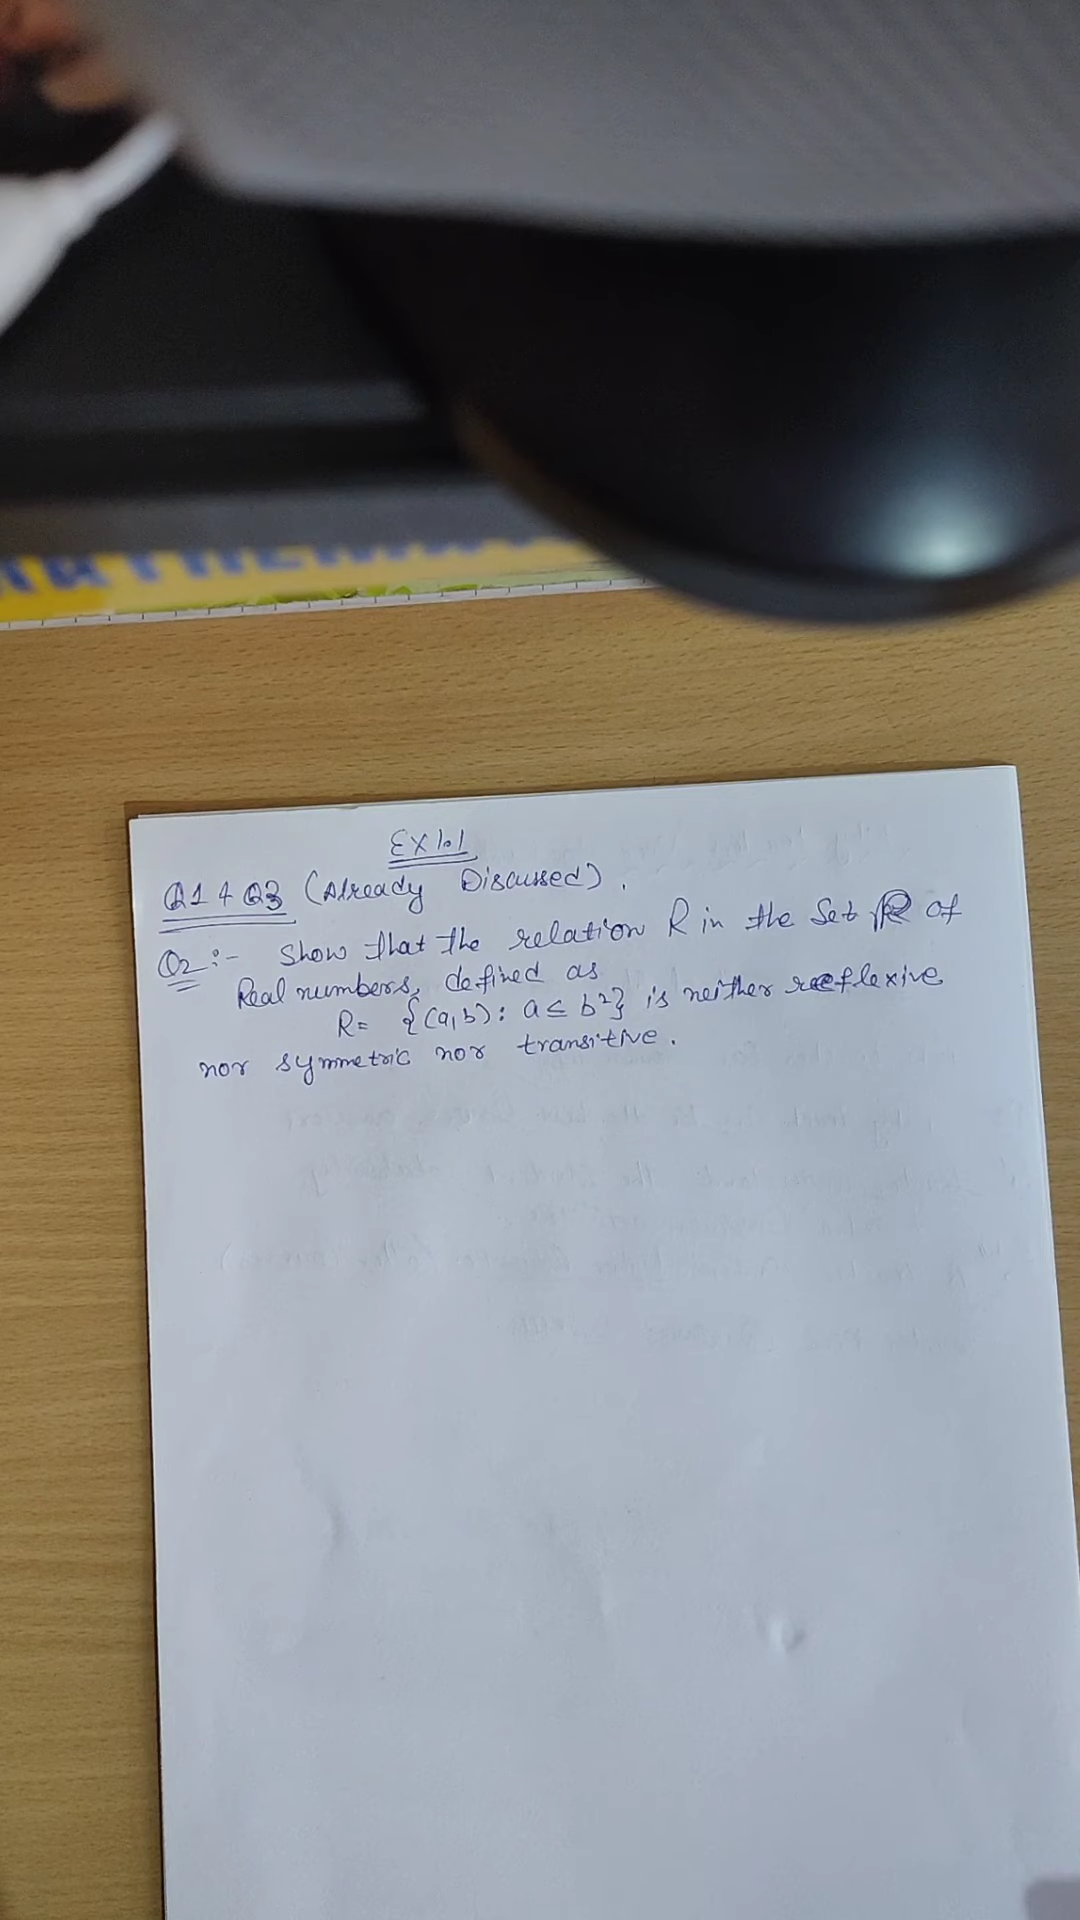 Ex 1.1
Q1 & Q3 (Already Discussed).
Q2 :- Show that the relation R in the Set R of
Real numbers, defined as
R = {(a,b): a ≤ b²} is neither reflexive
nor symmetric nor transitive.